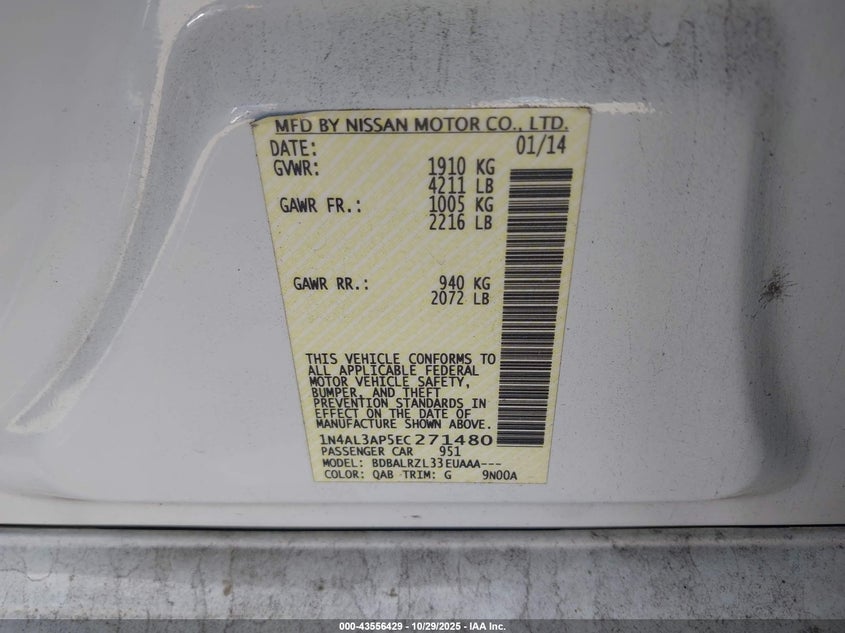 MFD BY NISSAN MOTOR CO., LTD.
DATE: 01/14
GVWR: 1910 KG
4211 LB
GAWR FR.: 1005 KG
2216 LB
GAWR RR.: 940 KG
2072 LB
THIS VEHICLE CONFORMS TO
ALL APPLICABLE FEDERAL
MOTOR VEHICLE SAFETY,
BUMPER, AND THEFT
PREVENTION STANDARDS IN
EFFECT ON THE DATE OF
MANUFACTURE SHOWN ABOVE.
1N4AL3AP5EC271480
PASSENGER CAR 951
MODEL: BDBALRZL33EUAAA---
COLOR: QAB TRIM: G 9N00A
000-43556429 - 10/29/2025 - IAA Inc.